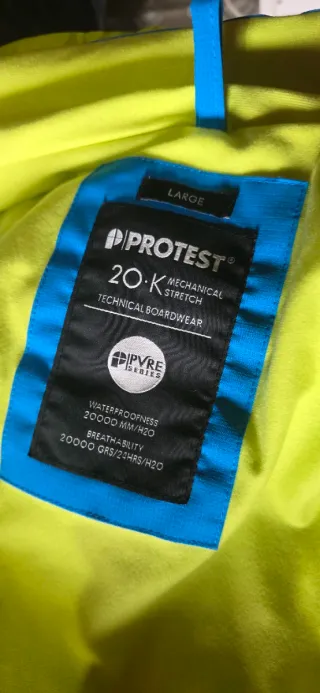 LARGE
PROTEST®
20·K MECHANICAL
STRETCH
TECHNICAL BOARDWEAR
PVRE
SERIES
WATERPROOFNESS
20000 MM/H2O
BREATHABILITY
20000 GRS/24HRS/H2O